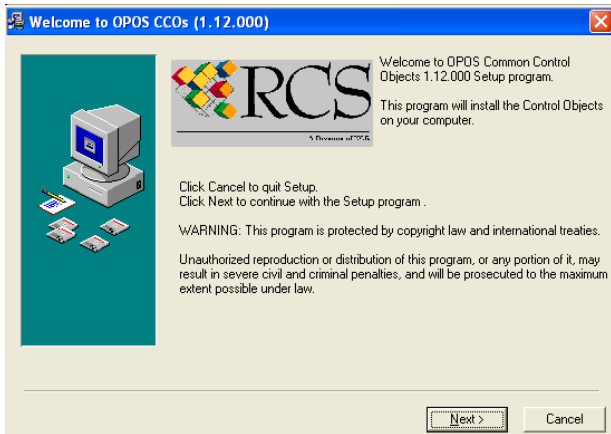 Welcome to OPOS CCOs (1.12.000)
RCS
Welcome to OPOS Common Control
Objects 1.12.000 Setup program.
This program will install the Control Objects
on your computer.
Click Cancel to quit Setup.
Click Next to continue with the Setup program .
WARNING: This program is protected by copyright law and international treaties.
Unauthorized reproduction or distribution of this program, or any portion of it, may
result in severe civil and criminal penalties, and will be prosecuted to the maximum
extent possible under law.
Next >
Cancel